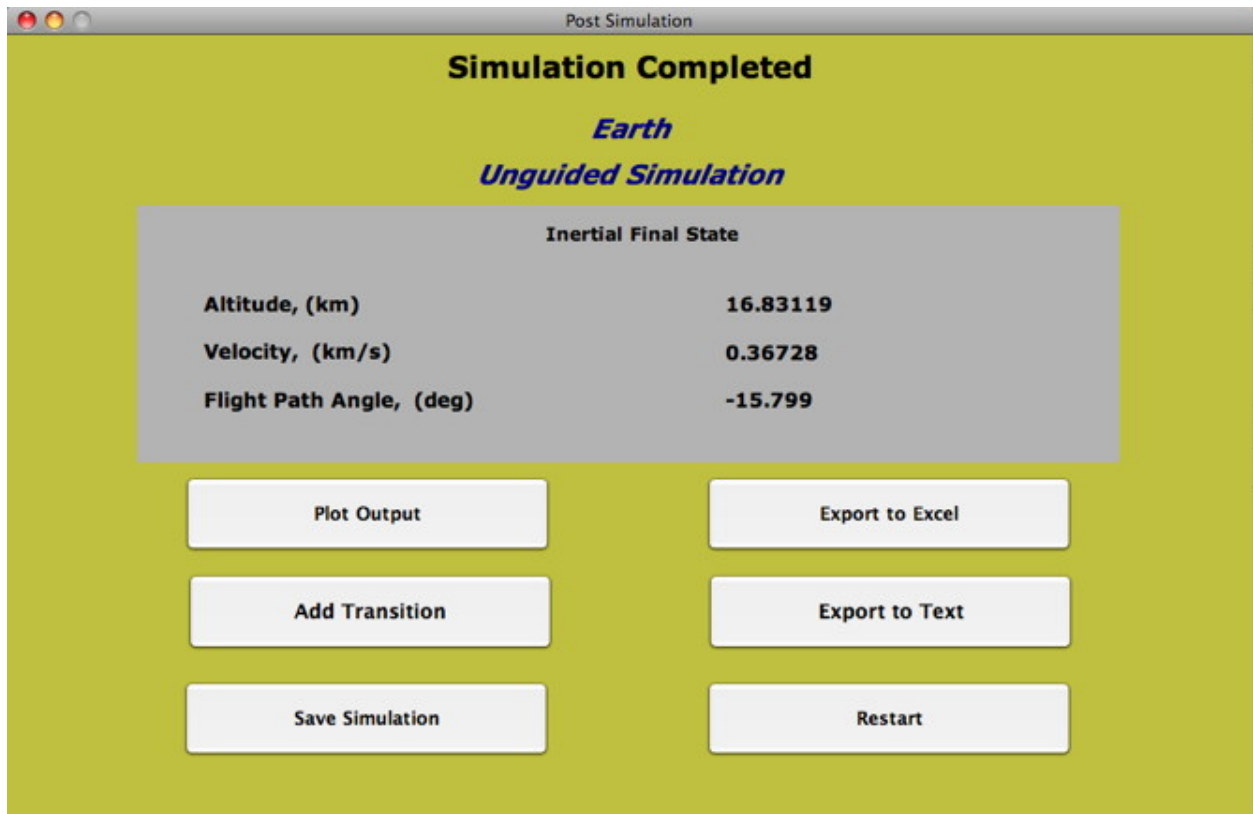 Post Simulation
Simulation Completed
Earth
Unguided Simulation
Inertial Final State
Altitude, (km) 16.83119
Velocity, (km/s) 0.36728
Flight Path Angle, (deg) -15.799
Plot Output Export to Excel
Add Transition Export to Text
Save Simulation Restart